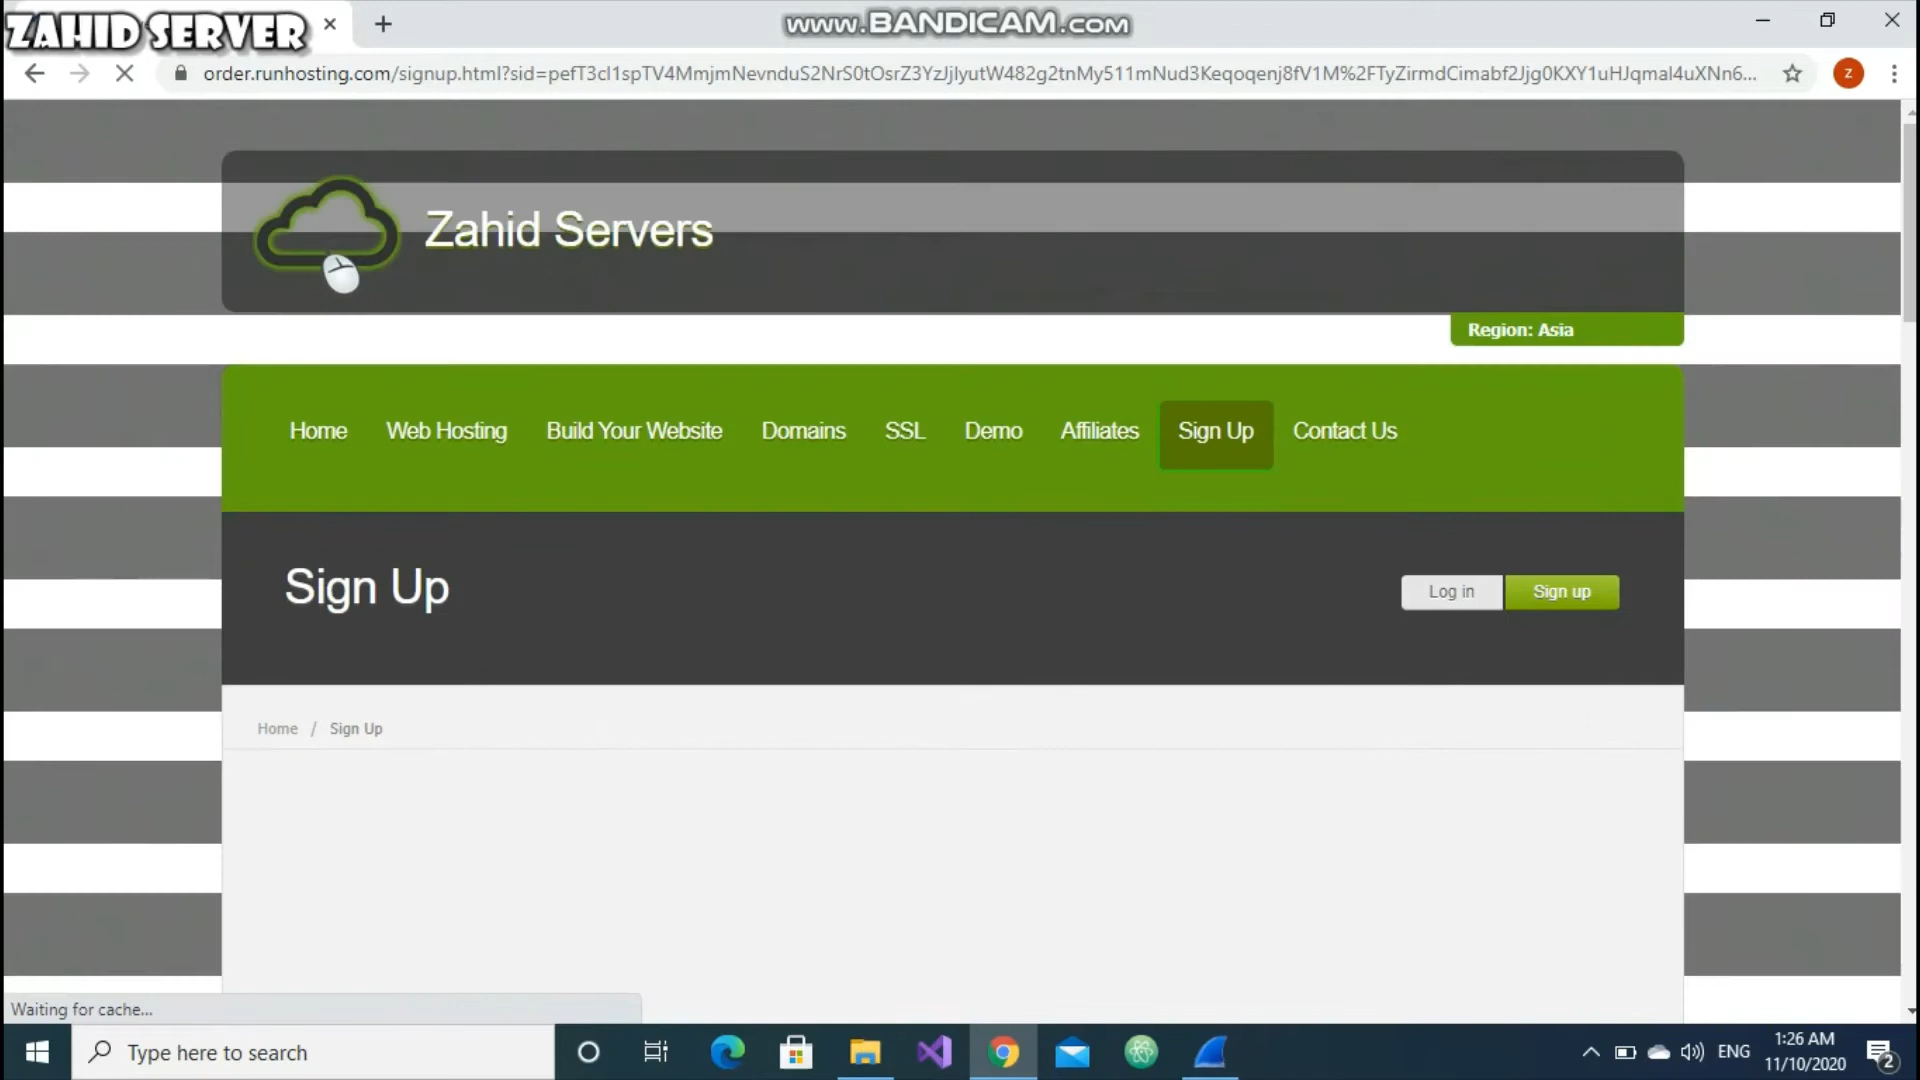 ZAHID SERVER
www.BANDICAM.com
order.runhosting.com/signup.html?sid=pefT3cl1spTV4MmjmNevnduS2NrS0tOsrZ3YzJjlyutW482g2tnMy511mNud3Keqoqenj8fV1M%2FTyZirmdCimabf2Jjg0KXY1uHJqmal4uXNn6...
Z
Zahid Servers
Region: Asia
Home Web Hosting Build Your Website Domains SSL Demo Affiliates Sign Up Contact Us
Sign Up
Log in Sign up
Home / Sign Up
Waiting for cache...
Type here to search
ENG
1:26 AM
11/10/2020
2